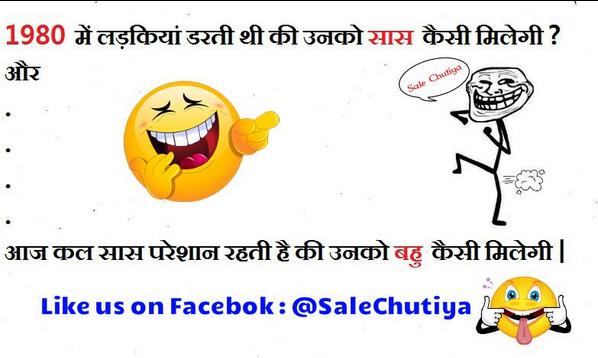 1980 में लड़कियां डरती थी की उनको सास कैसी मिलेगी ?
और
.
.
.
.
Sale Chutiya
आज कल सास परेशान रहती है की उनको बहु कैसी मिलेगी |
Like us on Facebok : @SaleChutiya